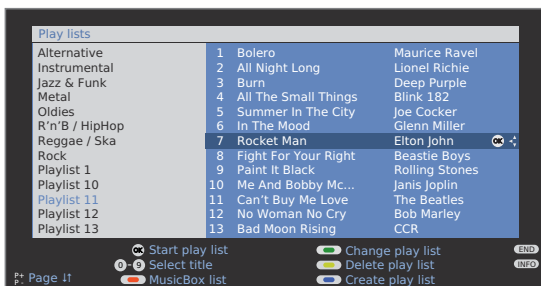 Play lists
Alternative 1 Bolero Maurice Ravel
Instrumental 2 All Night Long Lionel Richie
Jazz & Funk 3 Burn Deep Purple
Metal 4 All The Small Things Blink 182
Oldies 5 Summer In The City Joe Cocker
R'n'B / HipHop 6 In The Mood Glenn Miller
Reggae / Ska 7 Rocket Man Elton John OK
Rock 8 Fight For Your Right Beastie Boys
Playlist 1 9 Paint It Black Rolling Stones
Playlist 10 10 Me And Bobby Mc... Janis Joplin
Playlist 11 11 Can't Buy Me Love The Beatles
Playlist 12 12 No Woman No Cry Bob Marley
Playlist 13 13 Bad Moon Rising CCR
OK Start play list Change play list END
0 - 9 Select title Delete play list INFO
P+ P- Page ↓↑ MusicBox list Create play list